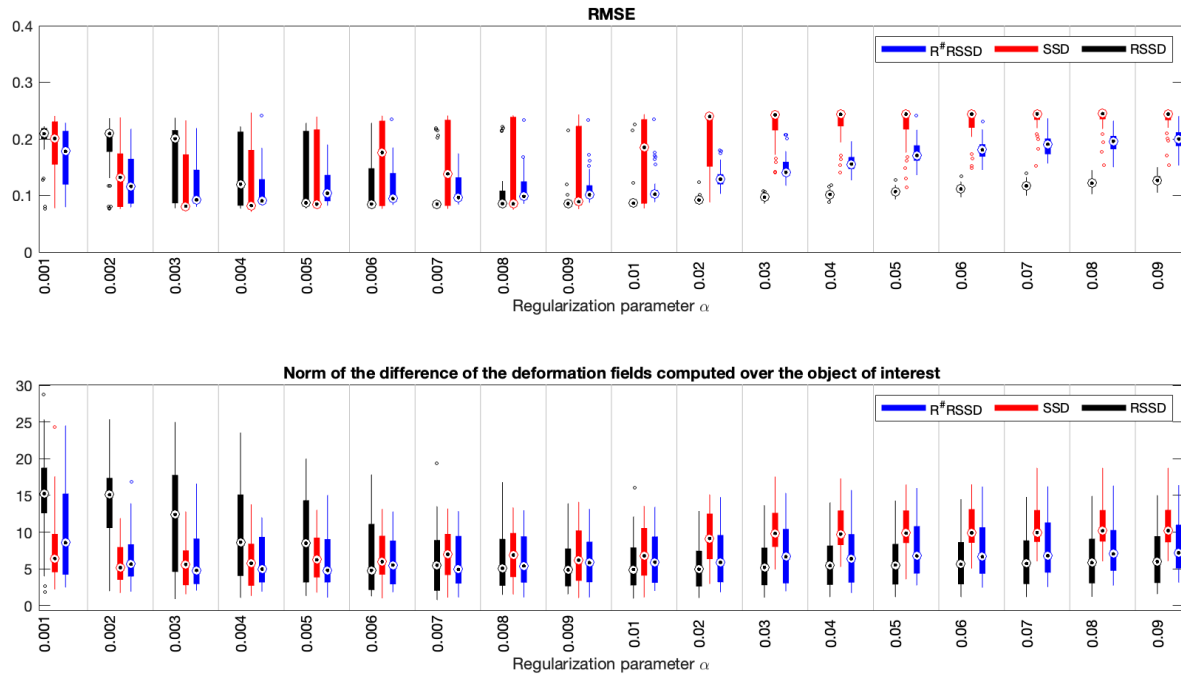 RMSE
0.4
0.3
0.2
0.1
0
R#RSSD SSD RSSD
0.001 0.002 0.003 0.004 0.005 0.006 0.007 0.008 0.009 0.01 0.02 0.03 0.04 0.05 0.06 0.07 0.08 0.09
Regularization parameter α
Norm of the difference of the deformation fields computed over the object of interest
30
25
20
15
10
5
0
R#RSSD SSD RSSD
0.001 0.002 0.003 0.004 0.005 0.006 0.007 0.008 0.009 0.01 0.02 0.03 0.04 0.05 0.06 0.07 0.08 0.09
Regularization parameter α